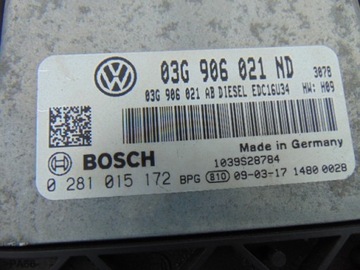 03G 906 021 ND 3078
03G 906 021 AB DIESEL EDC16U34 HW: H09
Made in Germany
BOSCH 1039S28784
0 281 015 172 BPG 810 09-03-17 1480 0028